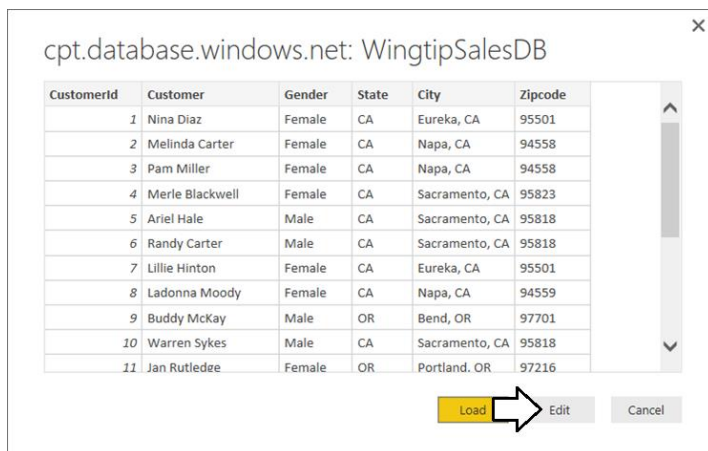 cpt.database.windows.net: WingtipSalesDB
CustomerId Customer Gender State City Zipcode
1 Nina Diaz Female CA Eureka, CA 95501
2 Melinda Carter Female CA Napa, CA 94558
3 Pam Miller Female CA Napa, CA 94558
4 Merle Blackwell Female CA Sacramento, CA 95823
5 Ariel Hale Male CA Sacramento, CA 95818
6 Randy Carter Male CA Sacramento, CA 95818
7 Lillie Hinton Female CA Eureka, CA 95501
8 Ladonna Moody Female CA Napa, CA 94559
9 Buddy McKay Male OR Bend, OR 97701
10 Warren Sykes Male CA Sacramento, CA 95818
11 Jan Rutledge Female OR Portland, OR 97216
Load Edit Cancel